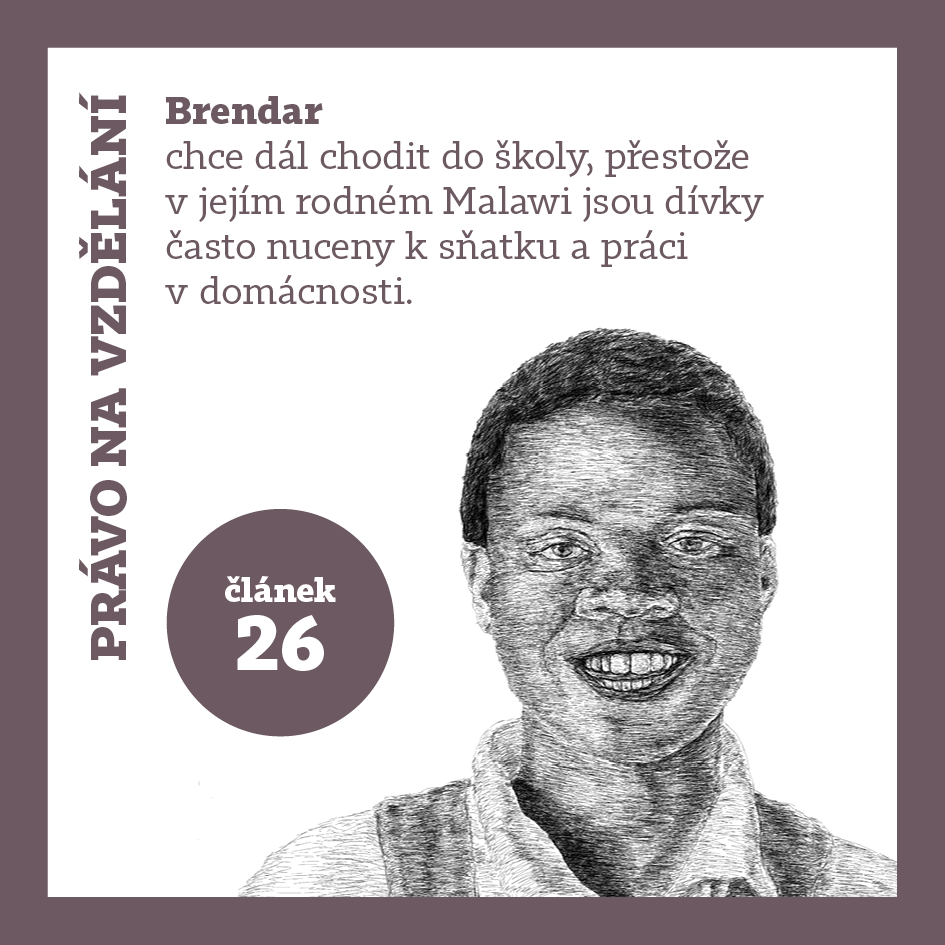 PRÁVO NA VZDĚLÁNÍ
Brendar
chce dál chodit do školy, přestože
v jejím rodném Malawi jsou dívky
často nuceny k sňatku a práci
v domácnosti.
článek
26